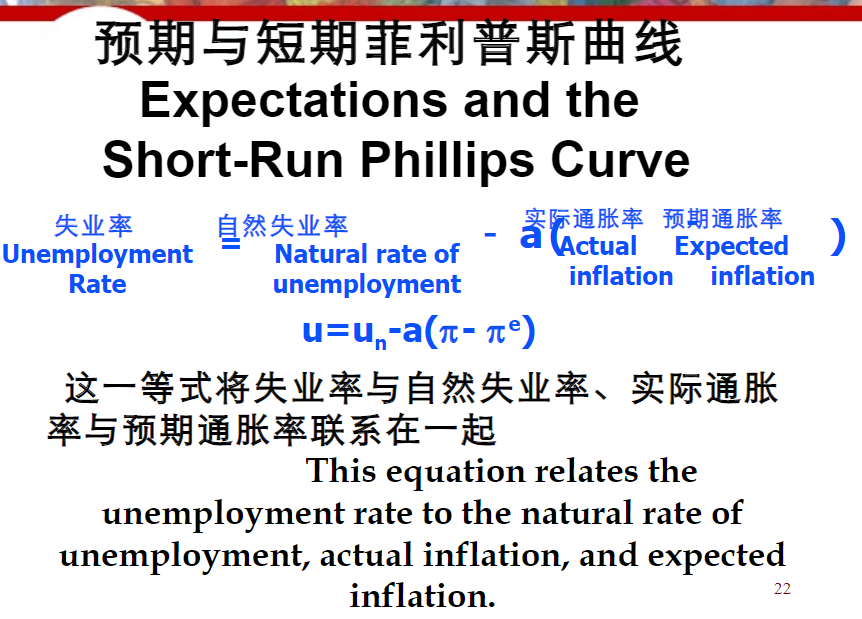 预期与短期菲利普斯曲线
Expectations and the
Short-Run Phillips Curve
失业率 自然失业率 实际通胀率 预期通胀率
Unemployment = Natural rate of - a ( Actual - Expected )
Rate unemployment inflation inflation
u=uₙ-a(π- πᵉ)
这一等式将失业率与自然失业率、实际通胀
率与预期通胀率联系在一起
This equation relates the
unemployment rate to the natural rate of
unemployment, actual inflation, and expected
inflation.
22